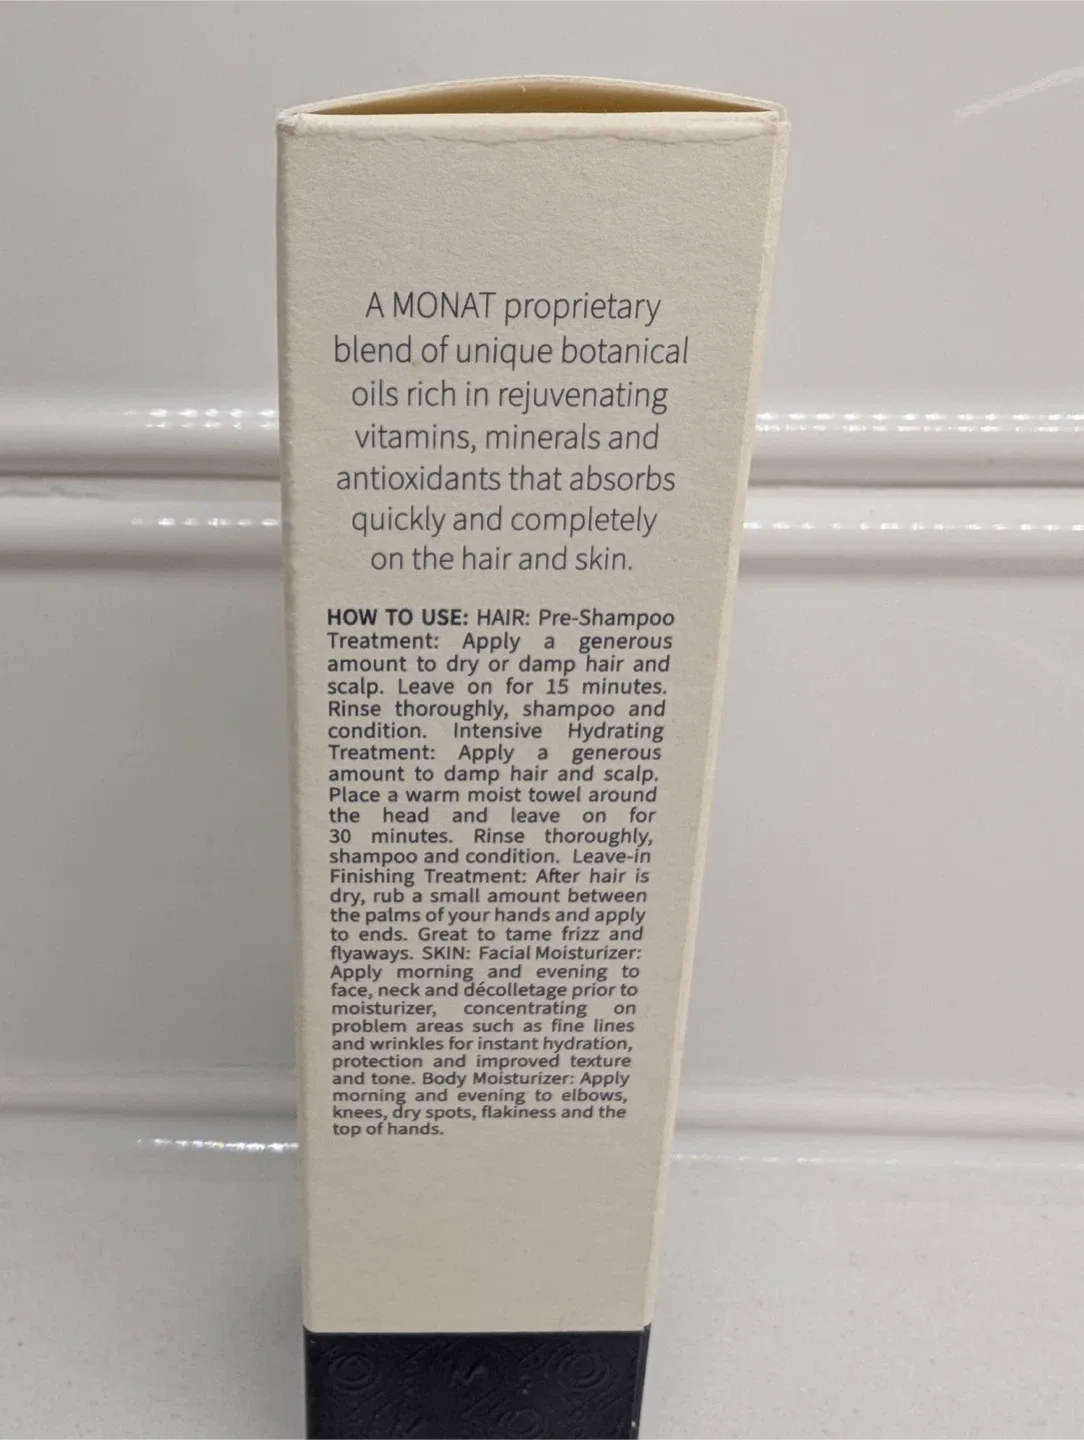 A MONAT proprietary
blend of unique botanical
oils rich in rejuvenating
vitamins, minerals and
antioxidants that absorbs
quickly and completely
on the hair and skin.
HOW TO USE: HAIR: Pre-Shampoo
Treatment: Apply a generous
amount to dry or damp hair and
scalp. Leave on for 15 minutes.
Rinse thoroughly, shampoo and
condition. Intensive Hydrating
Treatment: Apply a generous
amount to damp hair and scalp.
Place a warm moist towel around
the head and leave on for
30 minutes. Rinse thoroughly,
shampoo and condition. Leave-in
Finishing Treatment: After hair is
dry, rub a small amount between
the palms of your hands and apply
to ends. Great to tame frizz and
flyaways. SKIN: Facial Moisturizer:
Apply morning and evening to
face, neck and décolletage prior to
moisturizer, concentrating on
problem areas such as fine lines
and wrinkles for instant hydration,
protection and improved texture
and tone. Body Moisturizer: Apply
morning and evening to elbows,
knees, dry spots, flakiness and the
top of hands.
M